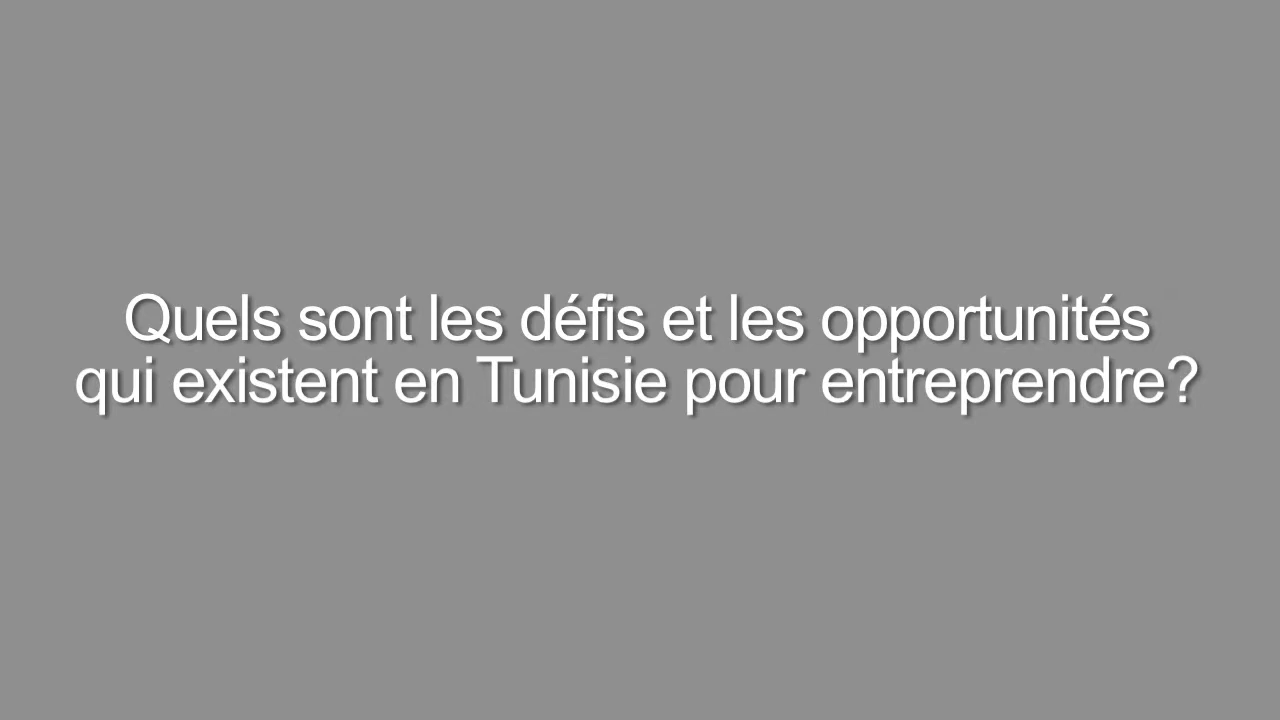 Quels sont les défis et les opportunités
qui existent en Tunisie pour entreprendre?